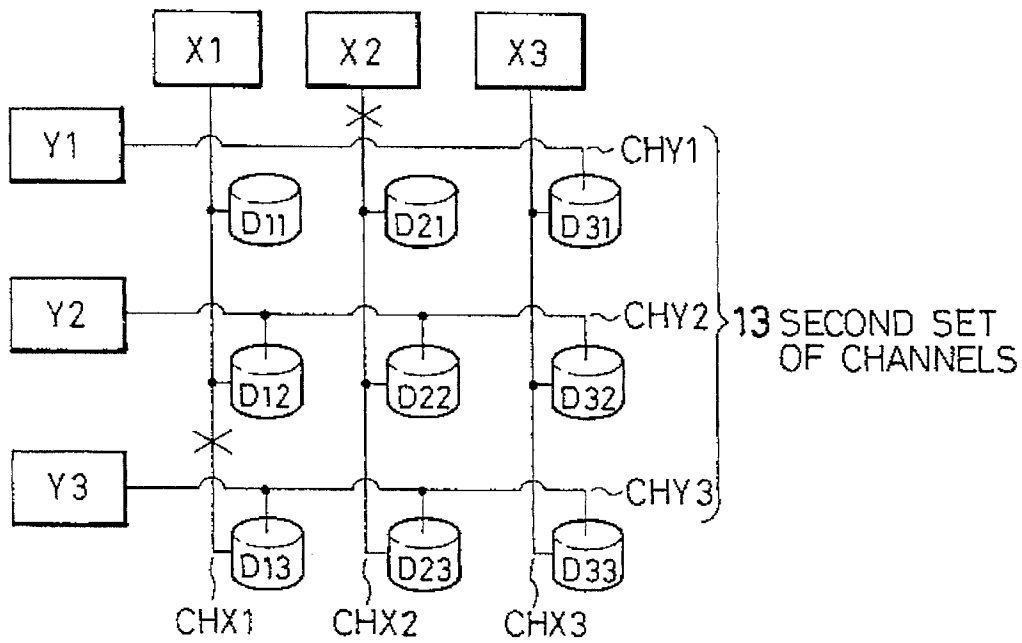 X1 X2 X3
Y1
CHY1
D11 D21 D31
Y2
CHY2
13 SECOND SET
OF CHANNELS
D12 D22 D32
Y3
CHY3
D13 D23 D33
CHX1 CHX2 CHX3